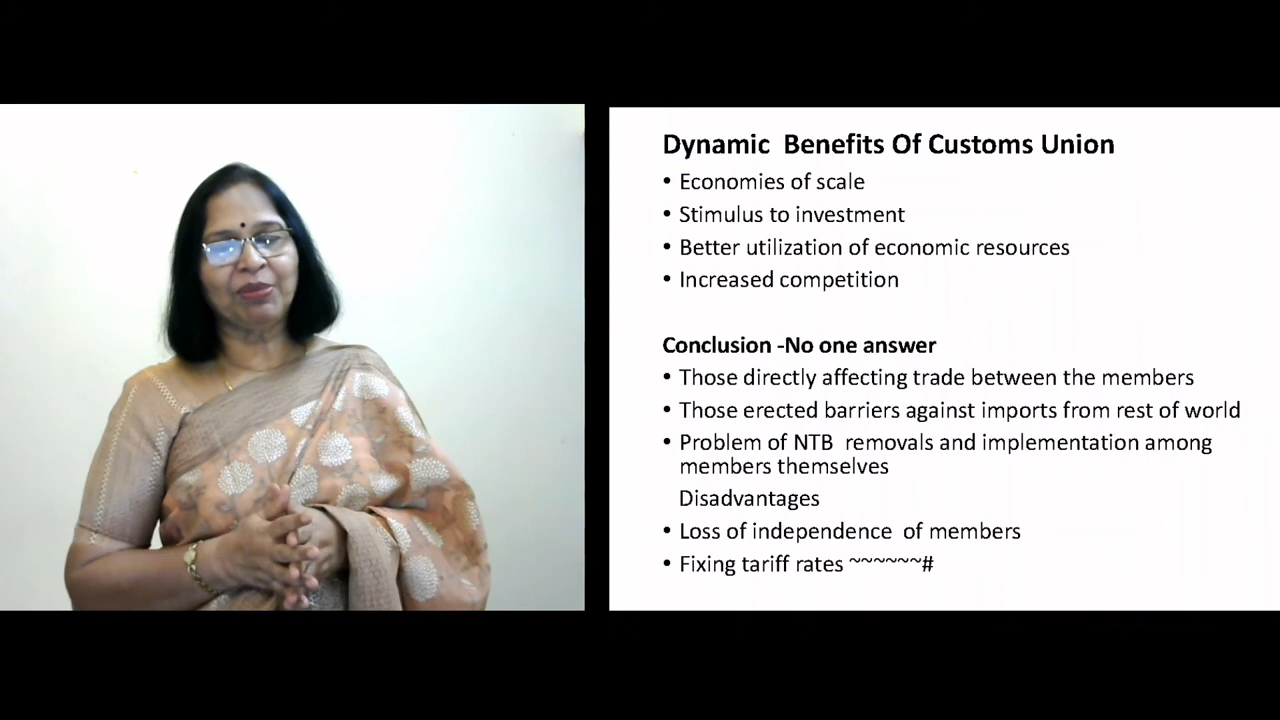 Dynamic Benefits Of Customs Union
• Economies of scale
• Stimulus to investment
• Better utilization of economic resources
• Increased competition
Conclusion -No one answer
• Those directly affecting trade between the members
• Those erected barriers against imports from rest of world
• Problem of NTB removals and implementation among
members themselves
Disadvantages
• Loss of independence of members
• Fixing tariff rates ~~~~~~#